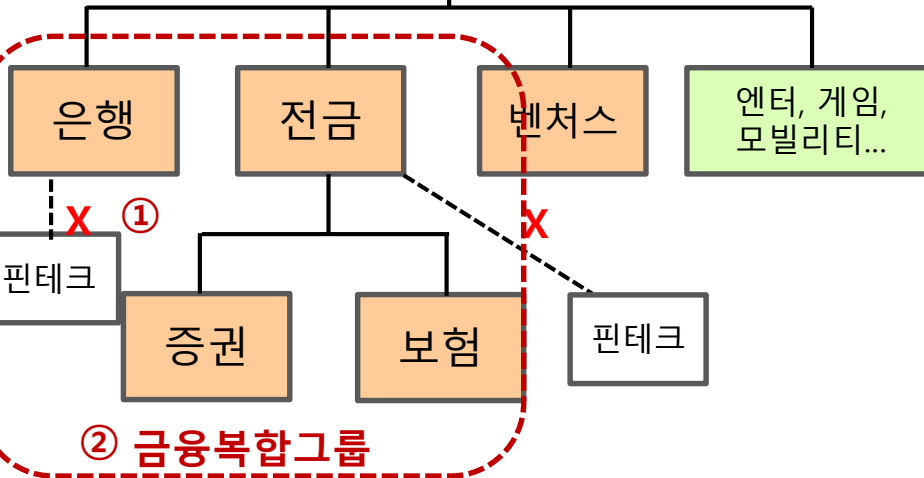 은행
전금
벤처스
엔터, 게임,
모빌리티...
X ①
X
핀테크
증권
보험
핀테크
② 금융복합그룹